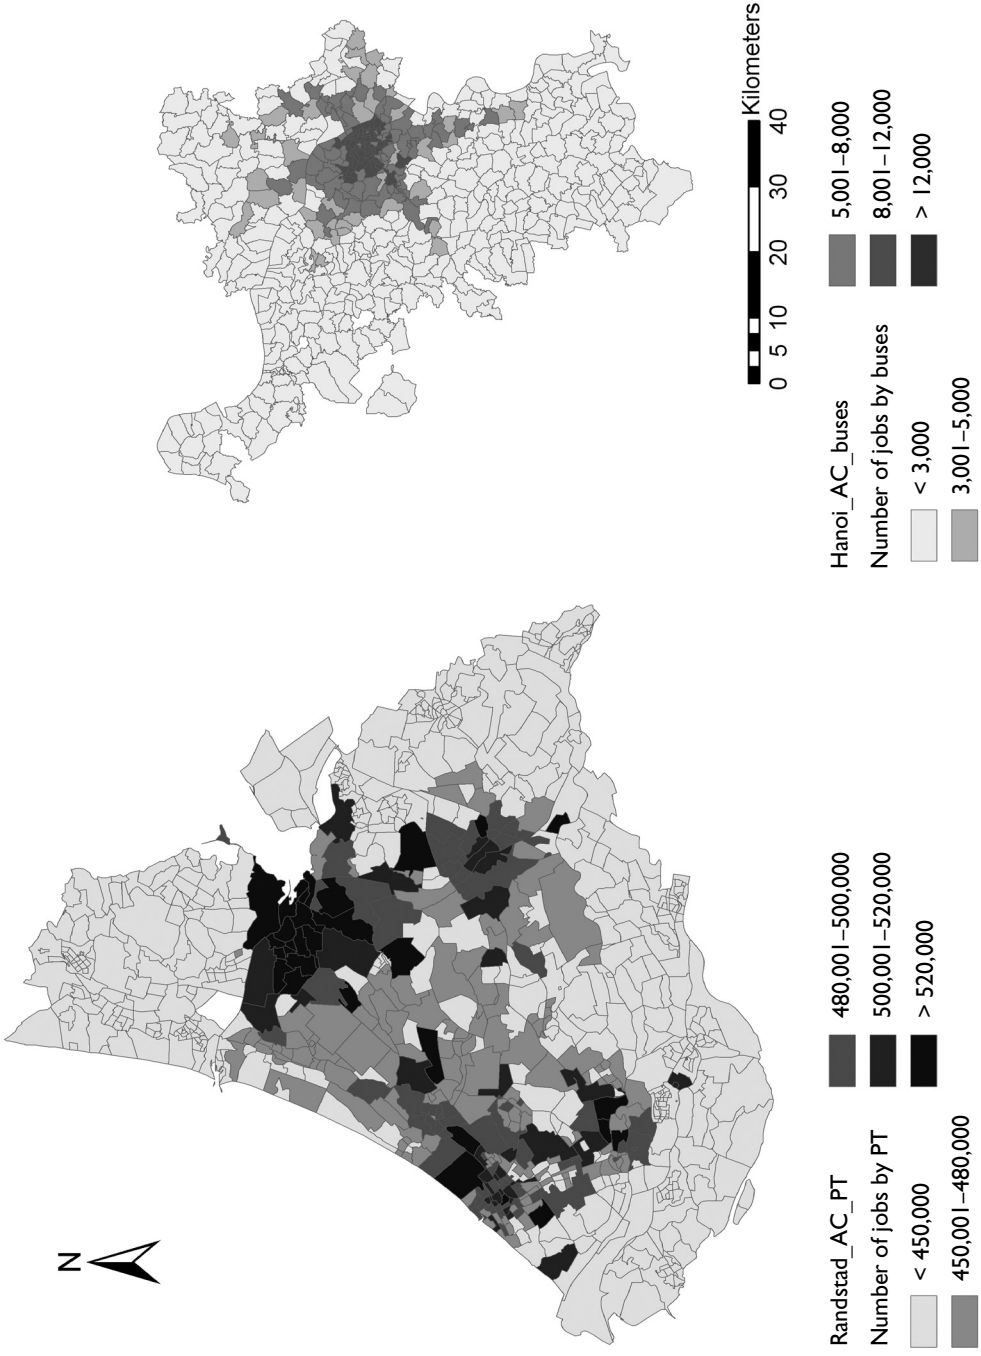 N
0 5 10 20 30 40
Kilometers
Randstad_AC_PT
Number of jobs by PT
< 450,000
450,001–480,000
480,001–500,000
500,001–520,000
> 520,000
Hanoi_AC_buses
Number of jobs by buses
< 3,000
3,001–5,000
5,001–8,000
8,001–12,000
> 12,000